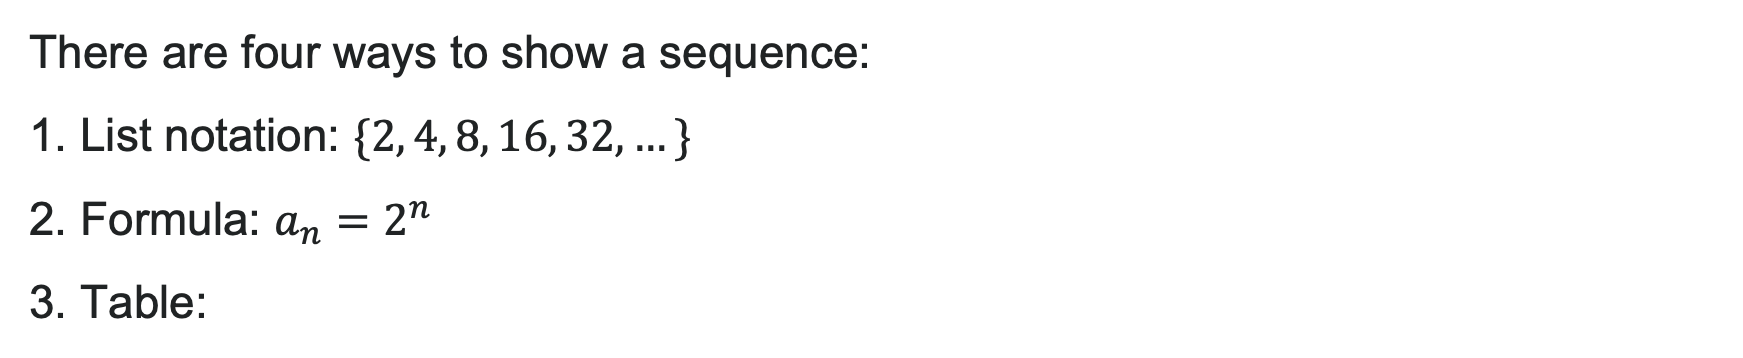 There are four ways to show a sequence:
1. List notation: {2, 4, 8, 16, 32, … }
2. Formula: aₙ = 2ⁿ
3. Table: